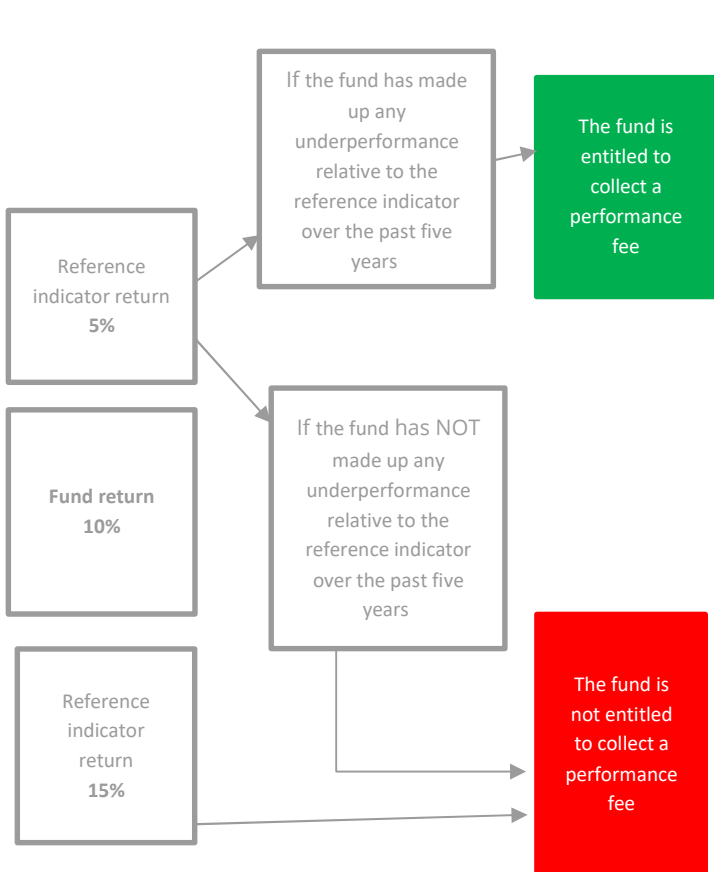 If the fund has made
up any
underperformance
relative to the
reference indicator
over the past five
years
The fund is
entitled to
collect a
performance
fee
Reference
indicator return
5%
If the fund has NOT
made up any
underperformance
relative to the
reference indicator
over the past five
years
Fund return
10%
Reference
indicator
return
15%
The fund is
not entitled
to collect a
performance
fee